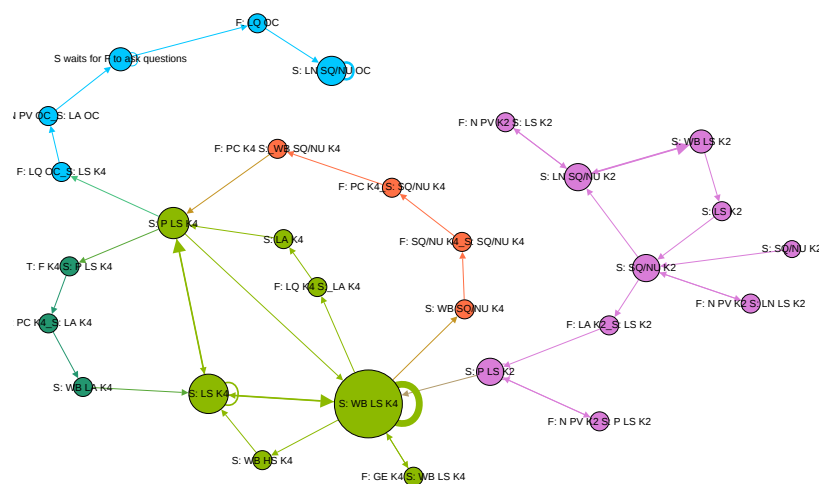 F: LQ OC
S waits for F to ask questions
S: LN SQ/NU OC
N PV OC_S: LA OC
F: N PV K2 S: LS K2
S: WB LS K2
F: PC K4 S:_WB SQ/NU K4
F: LQ OC_S: LS K4
S: LN SQ/NU K2
F: PC K4_S: SQ/NU K4
S: P LS K4
S: LS K2
S: LA K4
F: SQ/NU K4_S: SQ/NU K4
S: SQ/NU K2
T: F K4 S: P LS K4
S: SQ/NU K2
F: LQ K4 S:_LA K4
F: N PV K2 S: LN LS K2
S: WB SQ/NU K4
PC K4_S: LA K4
F: LA K2_S: LS K2
S: P LS K2
S: WB LA K4
S: LS K4
S: WB LS K4
F: N PV K2 S: P LS K2
S: WB HS K4
F: GE K4 S: WB LS K4